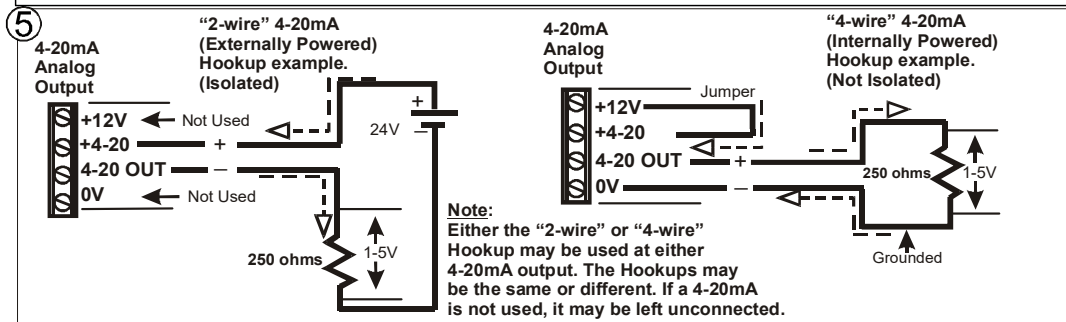 5
4-20mA
Analog
Output
“2-wire” 4-20mA
(Externally Powered)
Hookup example.
(Isolated)
+12V
Not Used
+4-20
+
4-20 OUT
–
0V
Not Used
+
24V
–
250 ohms
1-5V
Note:
Either the “2-wire” or “4-wire”
Hookup may be used at either
4-20mA output. The Hookups may
be the same or different. If a 4-20mA
is not used, it may be left unconnected.
4-20mA
Analog
Output
“4-wire” 4-20mA
(Internally Powered)
Hookup example.
(Not Isolated)
+12V
Jumper
+4-20
4-20 OUT
+
0V
–
250 ohms
1-5V
Grounded